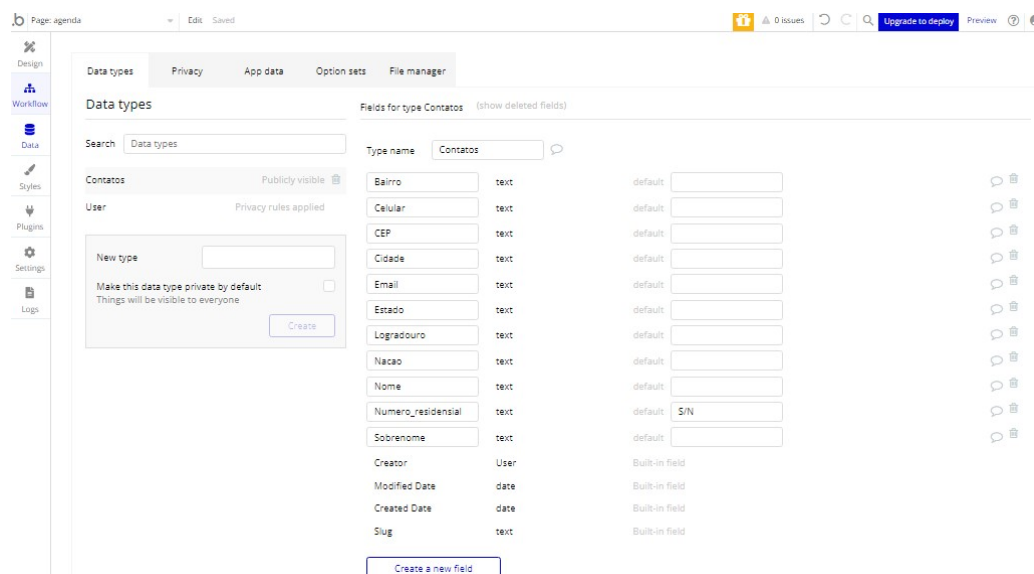 .b Page: agenda Edit Saved 0 issues Upgrade to deploy Preview
Design
Workflow
Data
Styles
Plugins
Settings
Logs
Data types Privacy App data Option sets File manager
Data types
Search Data types
Contatos Publicly visible
User Privacy rules applied
New type
Make this data type private by default
Things will be visible to everyone
Create
Fields for type Contatos (show deleted fields)
Type name Contatos
Bairro text default
Celular text default
CEP text default
Cidade text default
Email text default
Estado text default
Logradouro text default
Nacao text default
Nome text default
Numero_residensial text default S/N
Sobrenome text default
Creator User Built-in field
Modified Date date Built-in field
Created Date date Built-in field
Slug text Built-in field
Create a new field